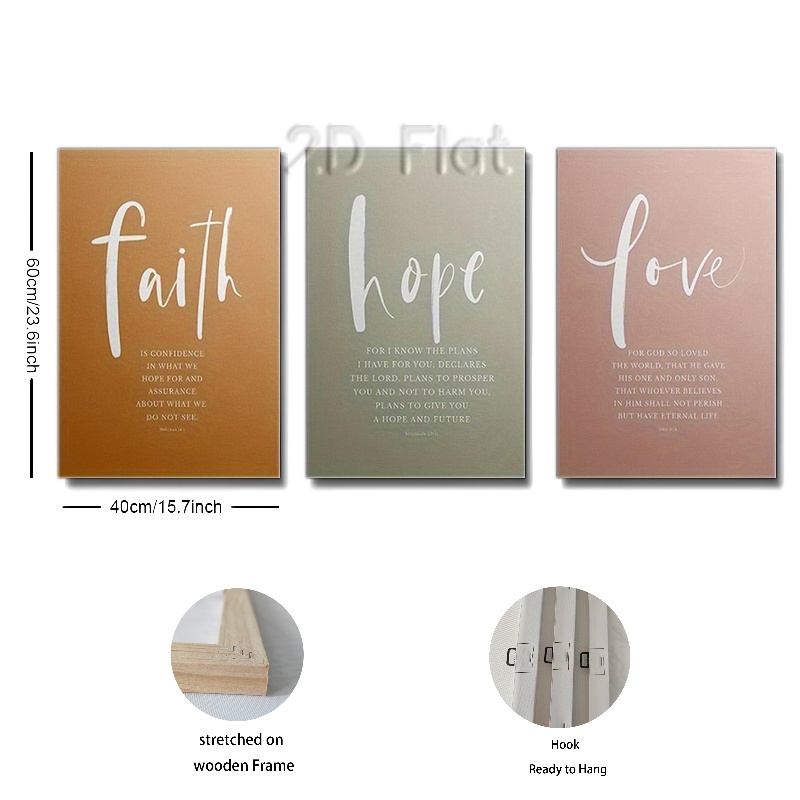 2D Flat
60cm/23.6inch
faith
IS CONFIDENCE
IN WHAT WE
HOPE FOR AND
ASSURANCE
ABOUT WHAT WE
DO NOT SEE.
hope
FOR I KNOW THE PLANS
I HAVE FOR YOU, DECLARES
THE LORD, PLANS TO PROSPER
YOU AND NOT TO HARM YOU,
PLANS TO GIVE YOU
A HOPE AND FUTURE
love
FOR GOD SO LOVED
THE WORLD, THAT HE GAVE
HIS ONE AND ONLY SON,
THAT WHOEVER BELIEVES
IN HIM SHALL NOT PERISH
BUT HAVE ETERNAL LIFE
40cm/15.7inch
stretched on
wooden Frame
Hook
Ready to Hang